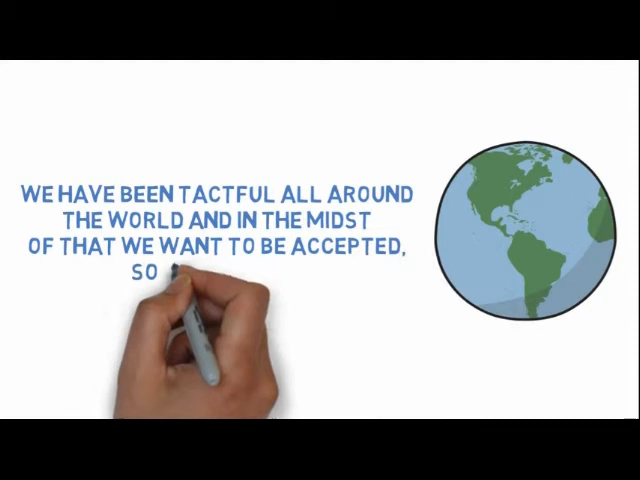 WE HAVE BEEN TACTFUL ALL AROUND
THE WORLD AND IN THE MIDST
OF THAT WE WANT TO BE ACCEPTED,
SO